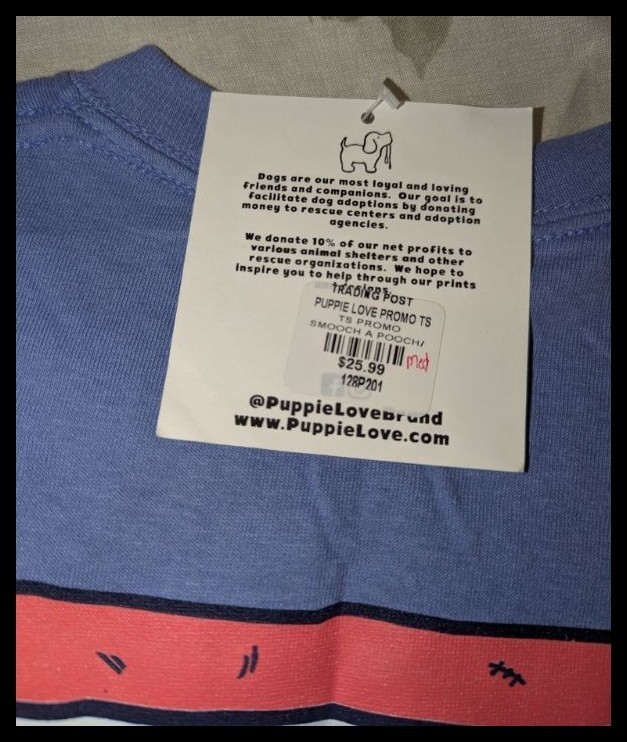 Dogs are our most loyal and loving
friends and companions. Our goal is to
facilitate dog adoptions by donating
money to rescue centers and adoption
agencies.
We donate 10% of our net profits to
various animal shelters and other
rescue organizations. We hope to
inspire you to help through our prints
TRADING POST
PUPPIE LOVE PROMO TS
TS PROMO
SMOOCH A POOCH/
$25.99
med
128P201
@PuppieLoveBrand
www.PuppieLove.com